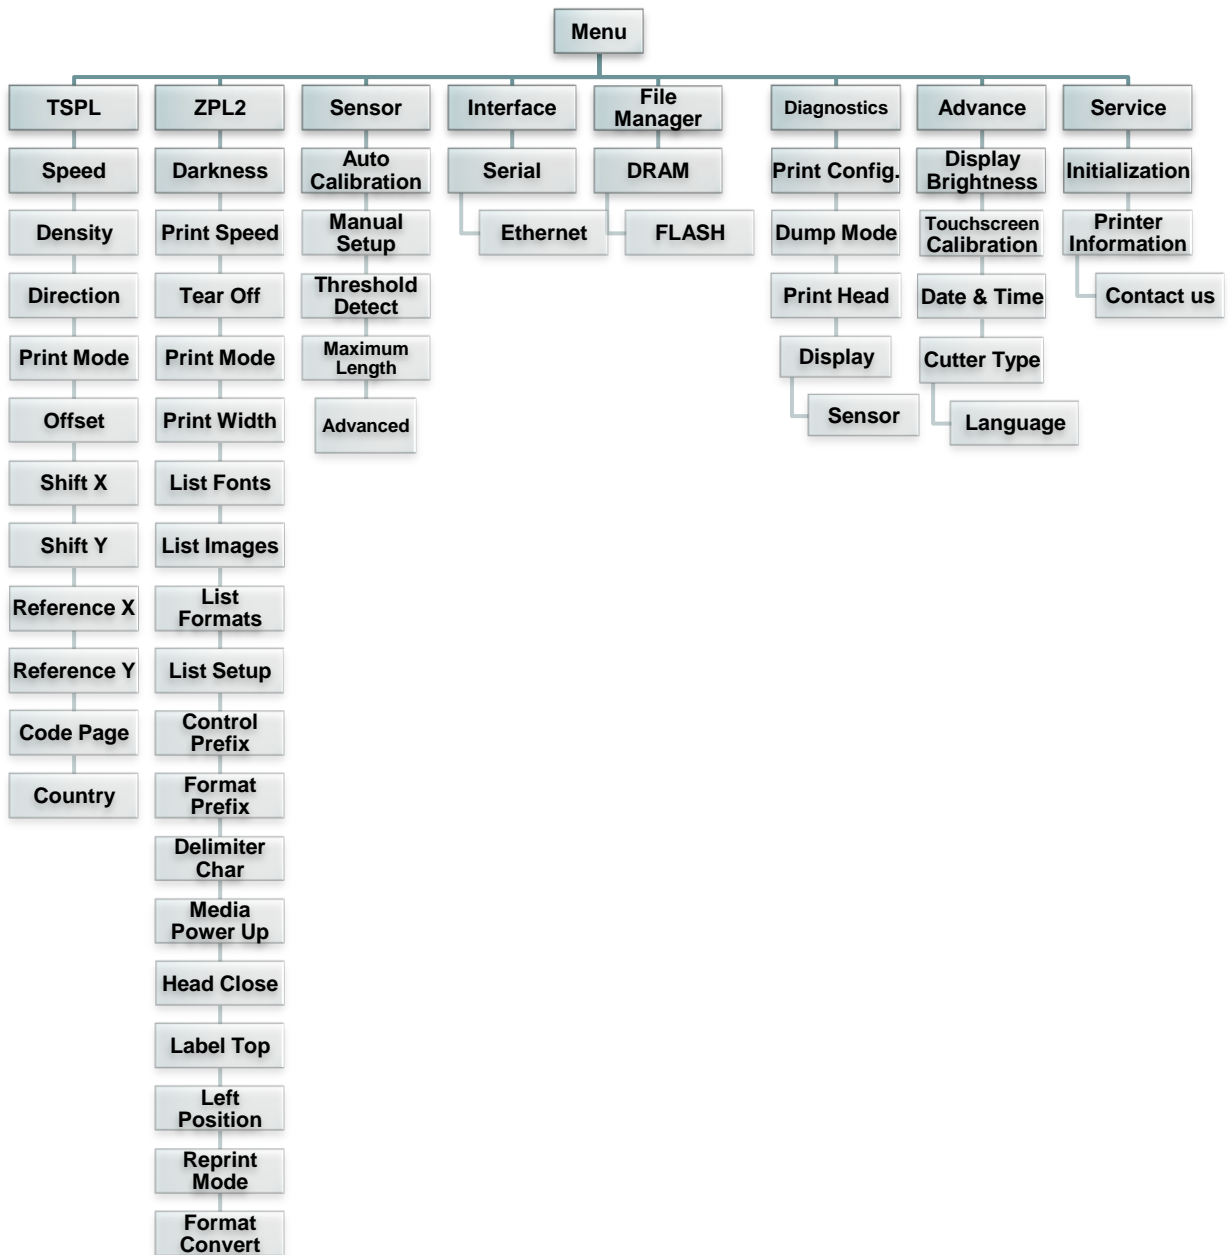 Menu
TSPL
Speed
Density
Direction
Print Mode
Offset
Shift X
Shift Y
Reference X
Reference Y
Code Page
Country
ZPL2
Darkness
Print Speed
Tear Off
Print Mode
Print Width
List Fonts
List Images
List
Formats
List Setup
Control
Prefix
Format
Prefix
Delimiter
Char
Media
Power Up
Head Close
Label Top
Left
Position
Reprint
Mode
Format
Convert
Sensor
Auto
Calibration
Manual
Setup
Threshold
Detect
Maximum
Length
Advanced
Interface
Serial
Ethernet
File
Manager
DRAM
FLASH
Diagnostics
Print Config.
Dump Mode
Print Head
Display
Sensor
Advance
Display
Brightness
Touchscreen
Calibration
Date & Time
Cutter Type
Language
Service
Initialization
Printer
Information
Contact us